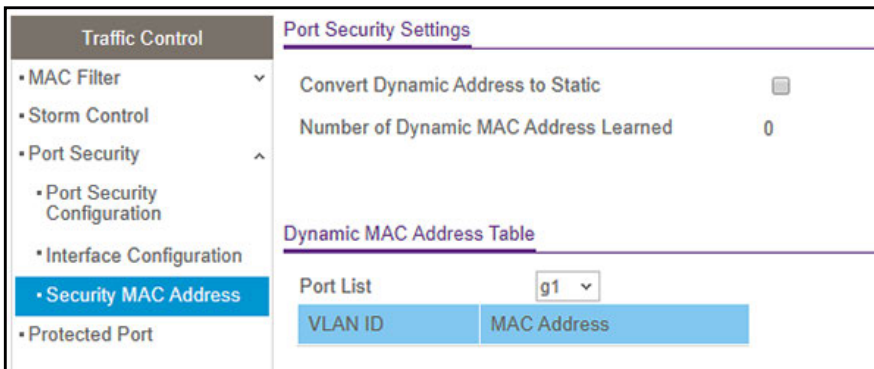 Traffic Control
• MAC Filter
• Storm Control
• Port Security
• Port Security
Configuration
• Interface Configuration
• Security MAC Address
• Protected Port
Port Security Settings
Convert Dynamic Address to Static
Number of Dynamic MAC Address Learned 0
Dynamic MAC Address Table
Port List g1
VLAN ID MAC Address